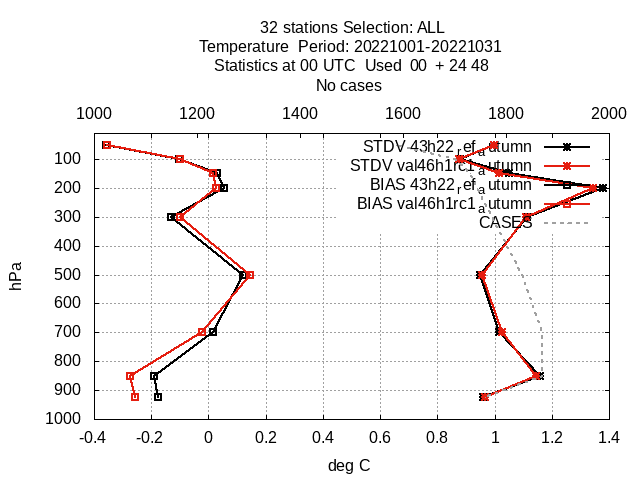 32 stations Selection: ALL
Temperature Period: 20221001-20221031
Statistics at 00 UTC Used 00 + 24 48
No cases
1000 1200 1400 1600 1800 2000
STDV 43h22_ref_autumn
STDV val46h1rc1_autumn
BIAS 43h22_ref_autumn
BIAS val46h1rc1_autumn
CASES
100
200
300
400
500
600
700
800
900
1000
hPa
-0.4 -0.2 0 0.2 0.4 0.6 0.8 1 1.2 1.4
deg C